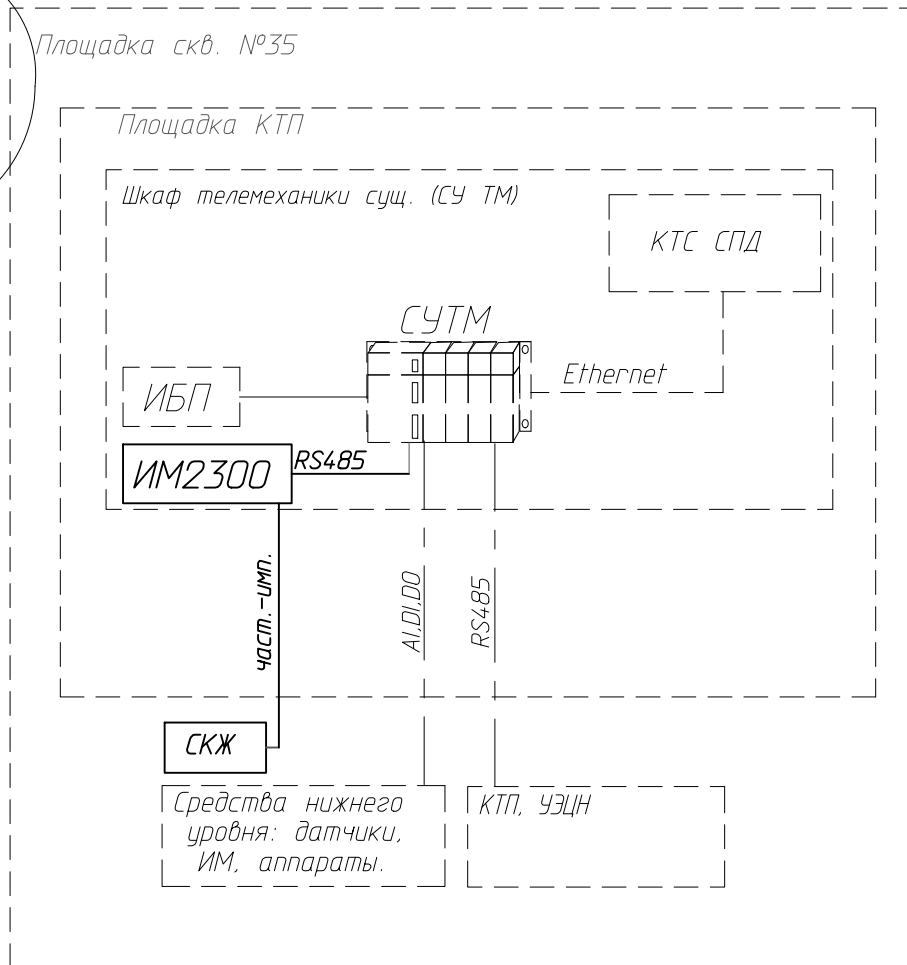 Площадка скв. №35
Площадка КТП
Шкаф телемеханики сущ. (СУ ТМ)
КТС СПД
СУТМ
Ethernet
ИБП
ИМ2300
RS485
част.-имп.
AI,DI,DO
RS485
СКЖ
Средства нижнего
уровня: датчики,
ИМ, аппараты.
КТП, УЭЦН